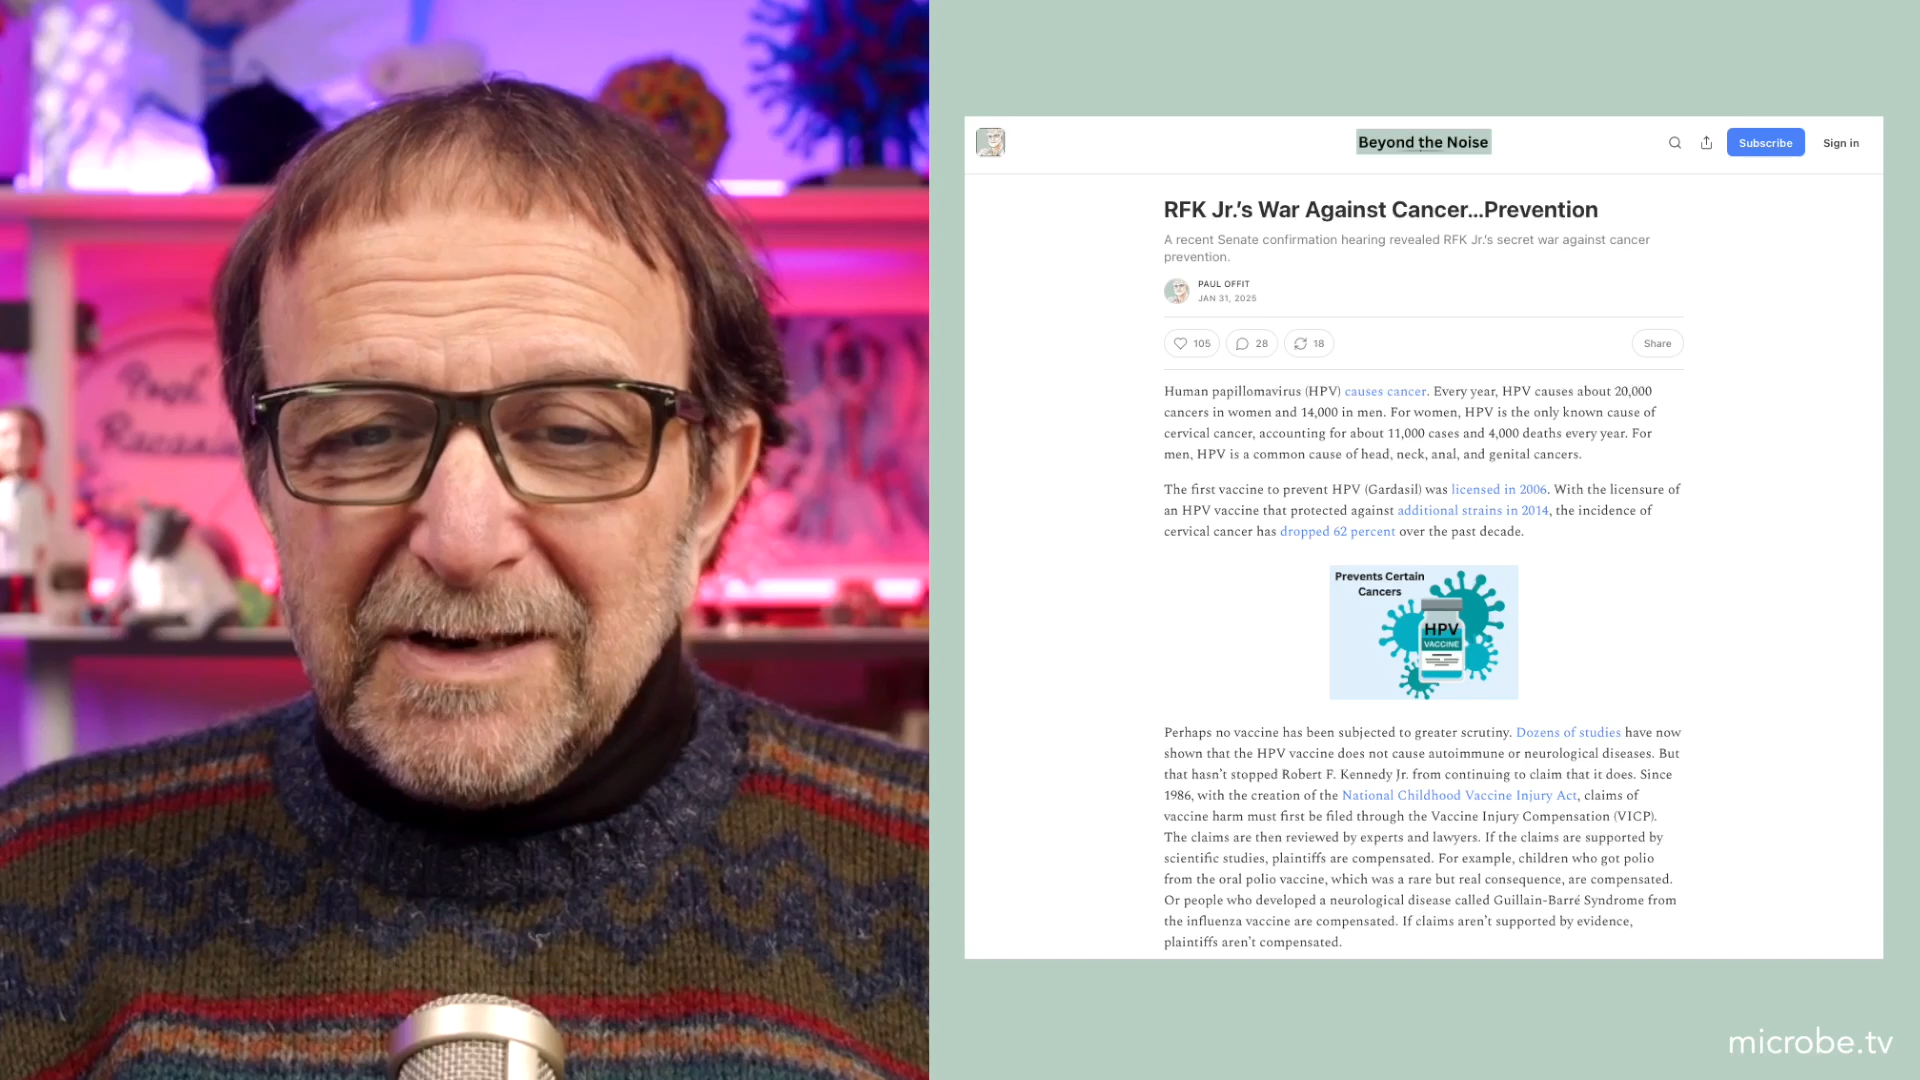 Prof.
Beyond the Noise
Subscribe
Sign in
RFK Jr.’s War Against Cancer…Prevention
A recent Senate confirmation hearing revealed RFK Jr.'s secret war against cancer
prevention.
PAUL OFFIT
JAN 31, 2025
105
28
18
Share
Human papillomavirus (HPV) causes cancer. Every year, HPV causes about 20,000
cancers in women and 14,000 in men. For women, HPV is the only known cause of
cervical cancer, accounting for about 11,000 cases and 4,000 deaths every year. For
men, HPV is a common cause of head, neck, anal, and genital cancers.
The first vaccine to prevent HPV (Gardasil) was licensed in 2006. With the licensure of
an HPV vaccine that protected against additional strains in 2014, the incidence of
cervical cancer has dropped 62 percent over the past decade.
Prevents Certain
Cancers
HPV
VACCINE
Perhaps no vaccine has been subjected to greater scrutiny. Dozens of studies have now
shown that the HPV vaccine does not cause autoimmune or neurological diseases. But
that hasn’t stopped Robert F. Kennedy Jr. from continuing to claim that it does. Since
1986, with the creation of the National Childhood Vaccine Injury Act, claims of
vaccine harm must first be filed through the Vaccine Injury Compensation (VICP).
The claims are then reviewed by experts and lawyers. If the claims are supported by
scientific studies, plaintiffs are compensated. For example, children who got polio
from the oral polio vaccine, which was a rare but real consequence, are compensated.
Or people who developed a neurological disease called Guillain-Barré Syndrome from
the influenza vaccine are compensated. If claims aren’t supported by evidence,
plaintiffs aren’t compensated.
microbe.tv